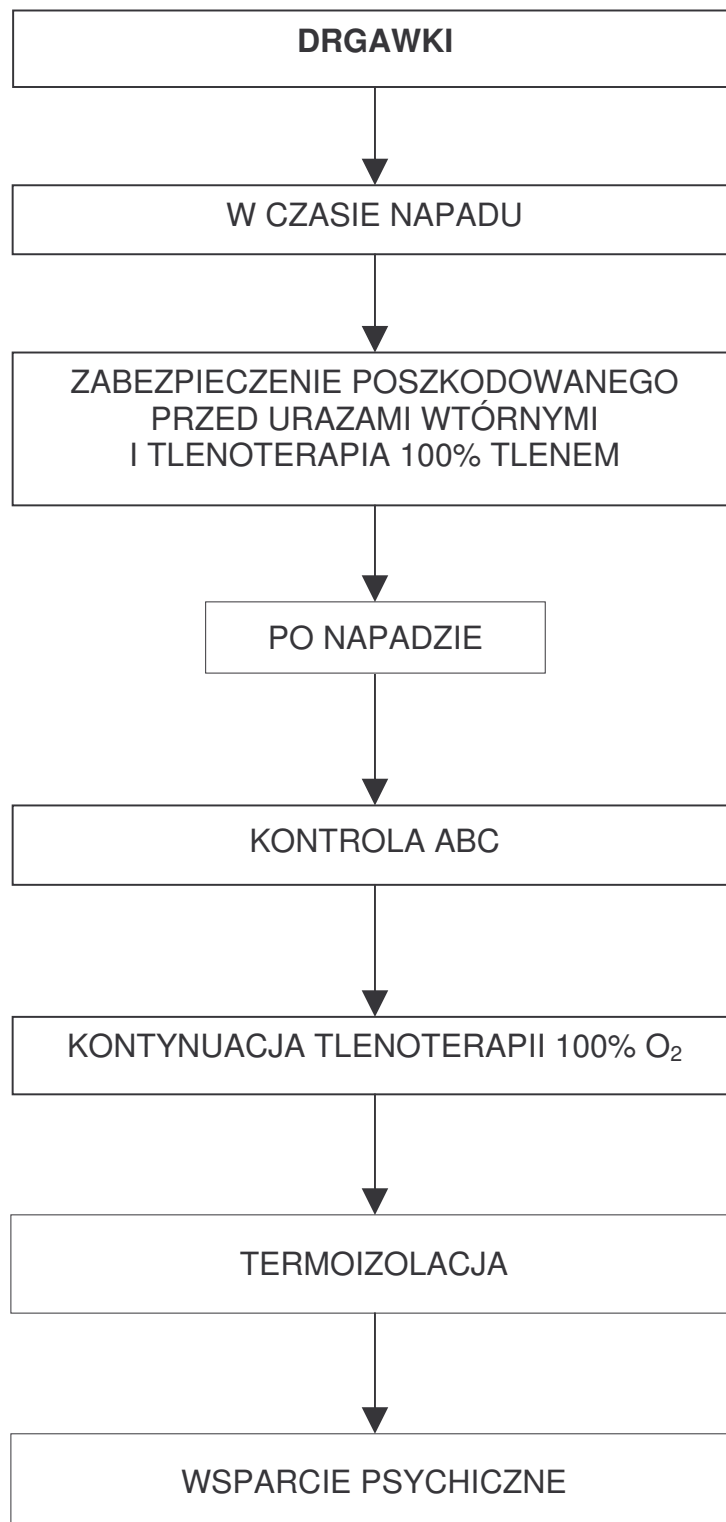 DRGAWKI
W CZASIE NAPADU
ZABEZPIECZENIE POSZKODOWANEGO
PRZED URAZAMI WTÓRNYMI
I TLENOTERAPIA 100% TLENEM
PO NAPADZIE
KONTROLA ABC
KONTYNUACJA TLENOTERAPII 100% O₂
TERMOIZOLACJA
WSPARCIE PSYCHICZNE